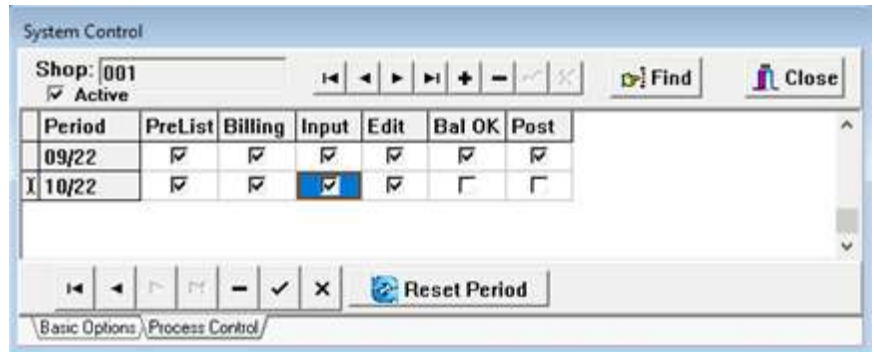 System Control
Shop: 001 Find Close
Active
Period PreList Billing Input Edit Bal OK Post
09/22
10/22
Reset Period
Basic Options Process Control